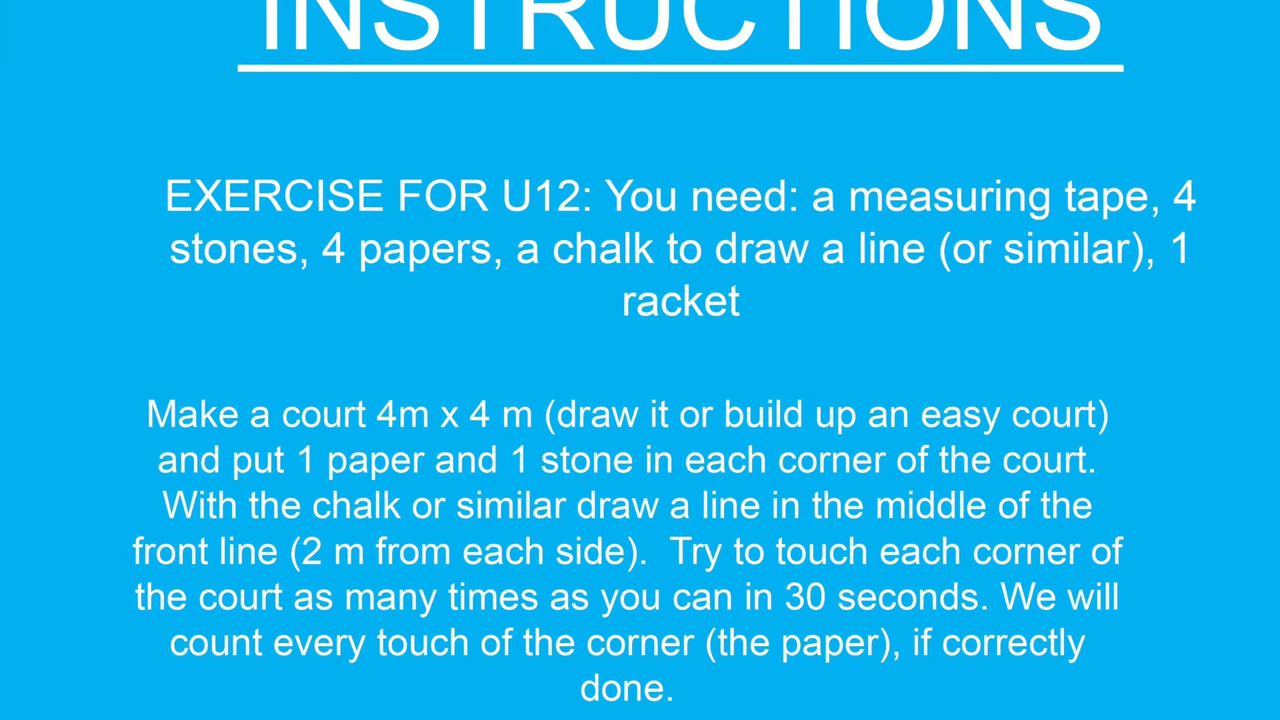 INSTRUCTIONS
EXERCISE FOR U12: You need: a measuring tape, 4
stones, 4 papers, a chalk to draw a line (or similar), 1
racket
Make a court 4m x 4 m (draw it or build up an easy court)
and put 1 paper and 1 stone in each corner of the court.
With the chalk or similar draw a line in the middle of the
front line (2 m from each side).  Try to touch each corner of
the court as many times as you can in 30 seconds. We will
count every touch of the corner (the paper), if correctly
done.